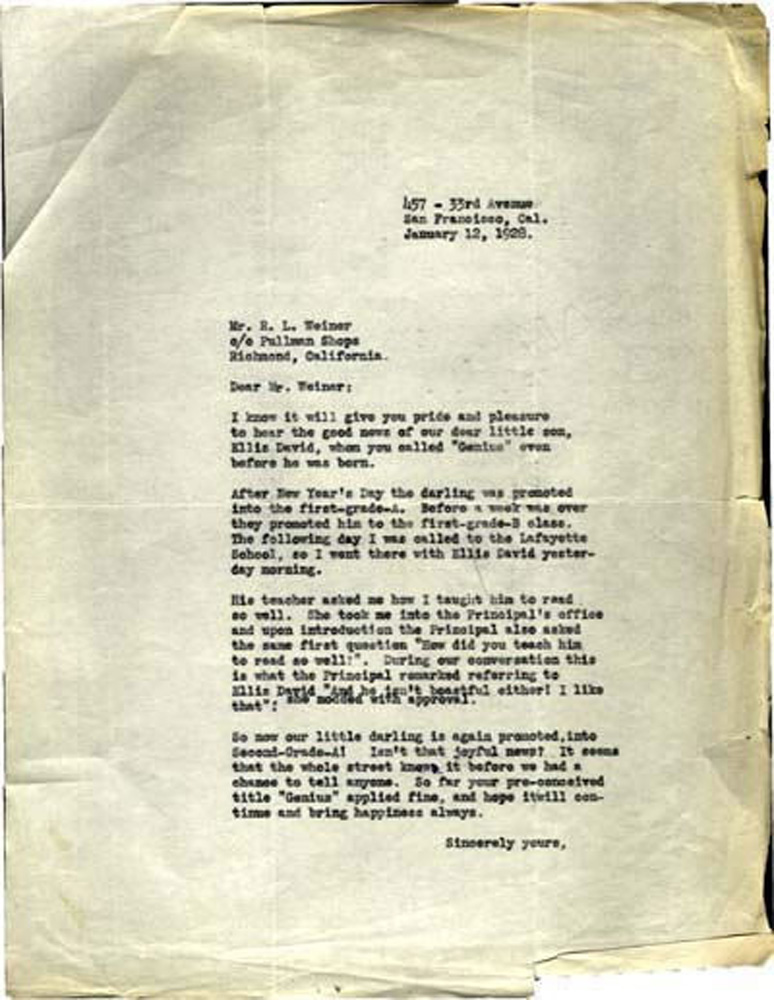 457 - 33rd Avenue
San Francisco, Cal.
January 12, 1928.
Mr. R. L. Weiner
c/o Pullman Shops
Richmond, California.
Dear Mr. Weiner:
I know it will give you pride and pleasure
to hear the good news of our dear little son,
Ellis David, whom you called "Genius" even
before he was born.
After New Year's Day the darling was promoted
into the first-grade-A. Before a week was over
they promoted him to the first-grade-B class.
The following day I was called to the Lafayette
School, so I went there with Ellis David yester-
day morning.
His teacher asked me how I taught him to read
so well. She took me into the Principal's office
and upon introduction the Principal also asked
the same first question "How did you teach him
to read so well!". During our conversation this
is what the Principal remarked referring to
Ellis David "And he isn't boastful either! I like
that"; she nodded with approval.
So now our little darling is again promoted,into
Second-Grade-A! Isn't that joyful news? It seems
that the whole street knows it before we had a
chance to tell anyone. So far your pre-conceived
title "Genius" applied fine, and hope itwill con-
tinue and bring happiness always.
Sincerely yours,